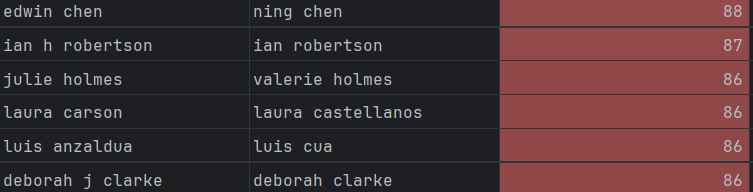 edwin chen ning chen 88
ian h robertson ian robertson 87
julie holmes valerie holmes 86
laura carson laura castellanos 86
luis anzaldua luis cua 86
deborah j clarke deborah clarke 86